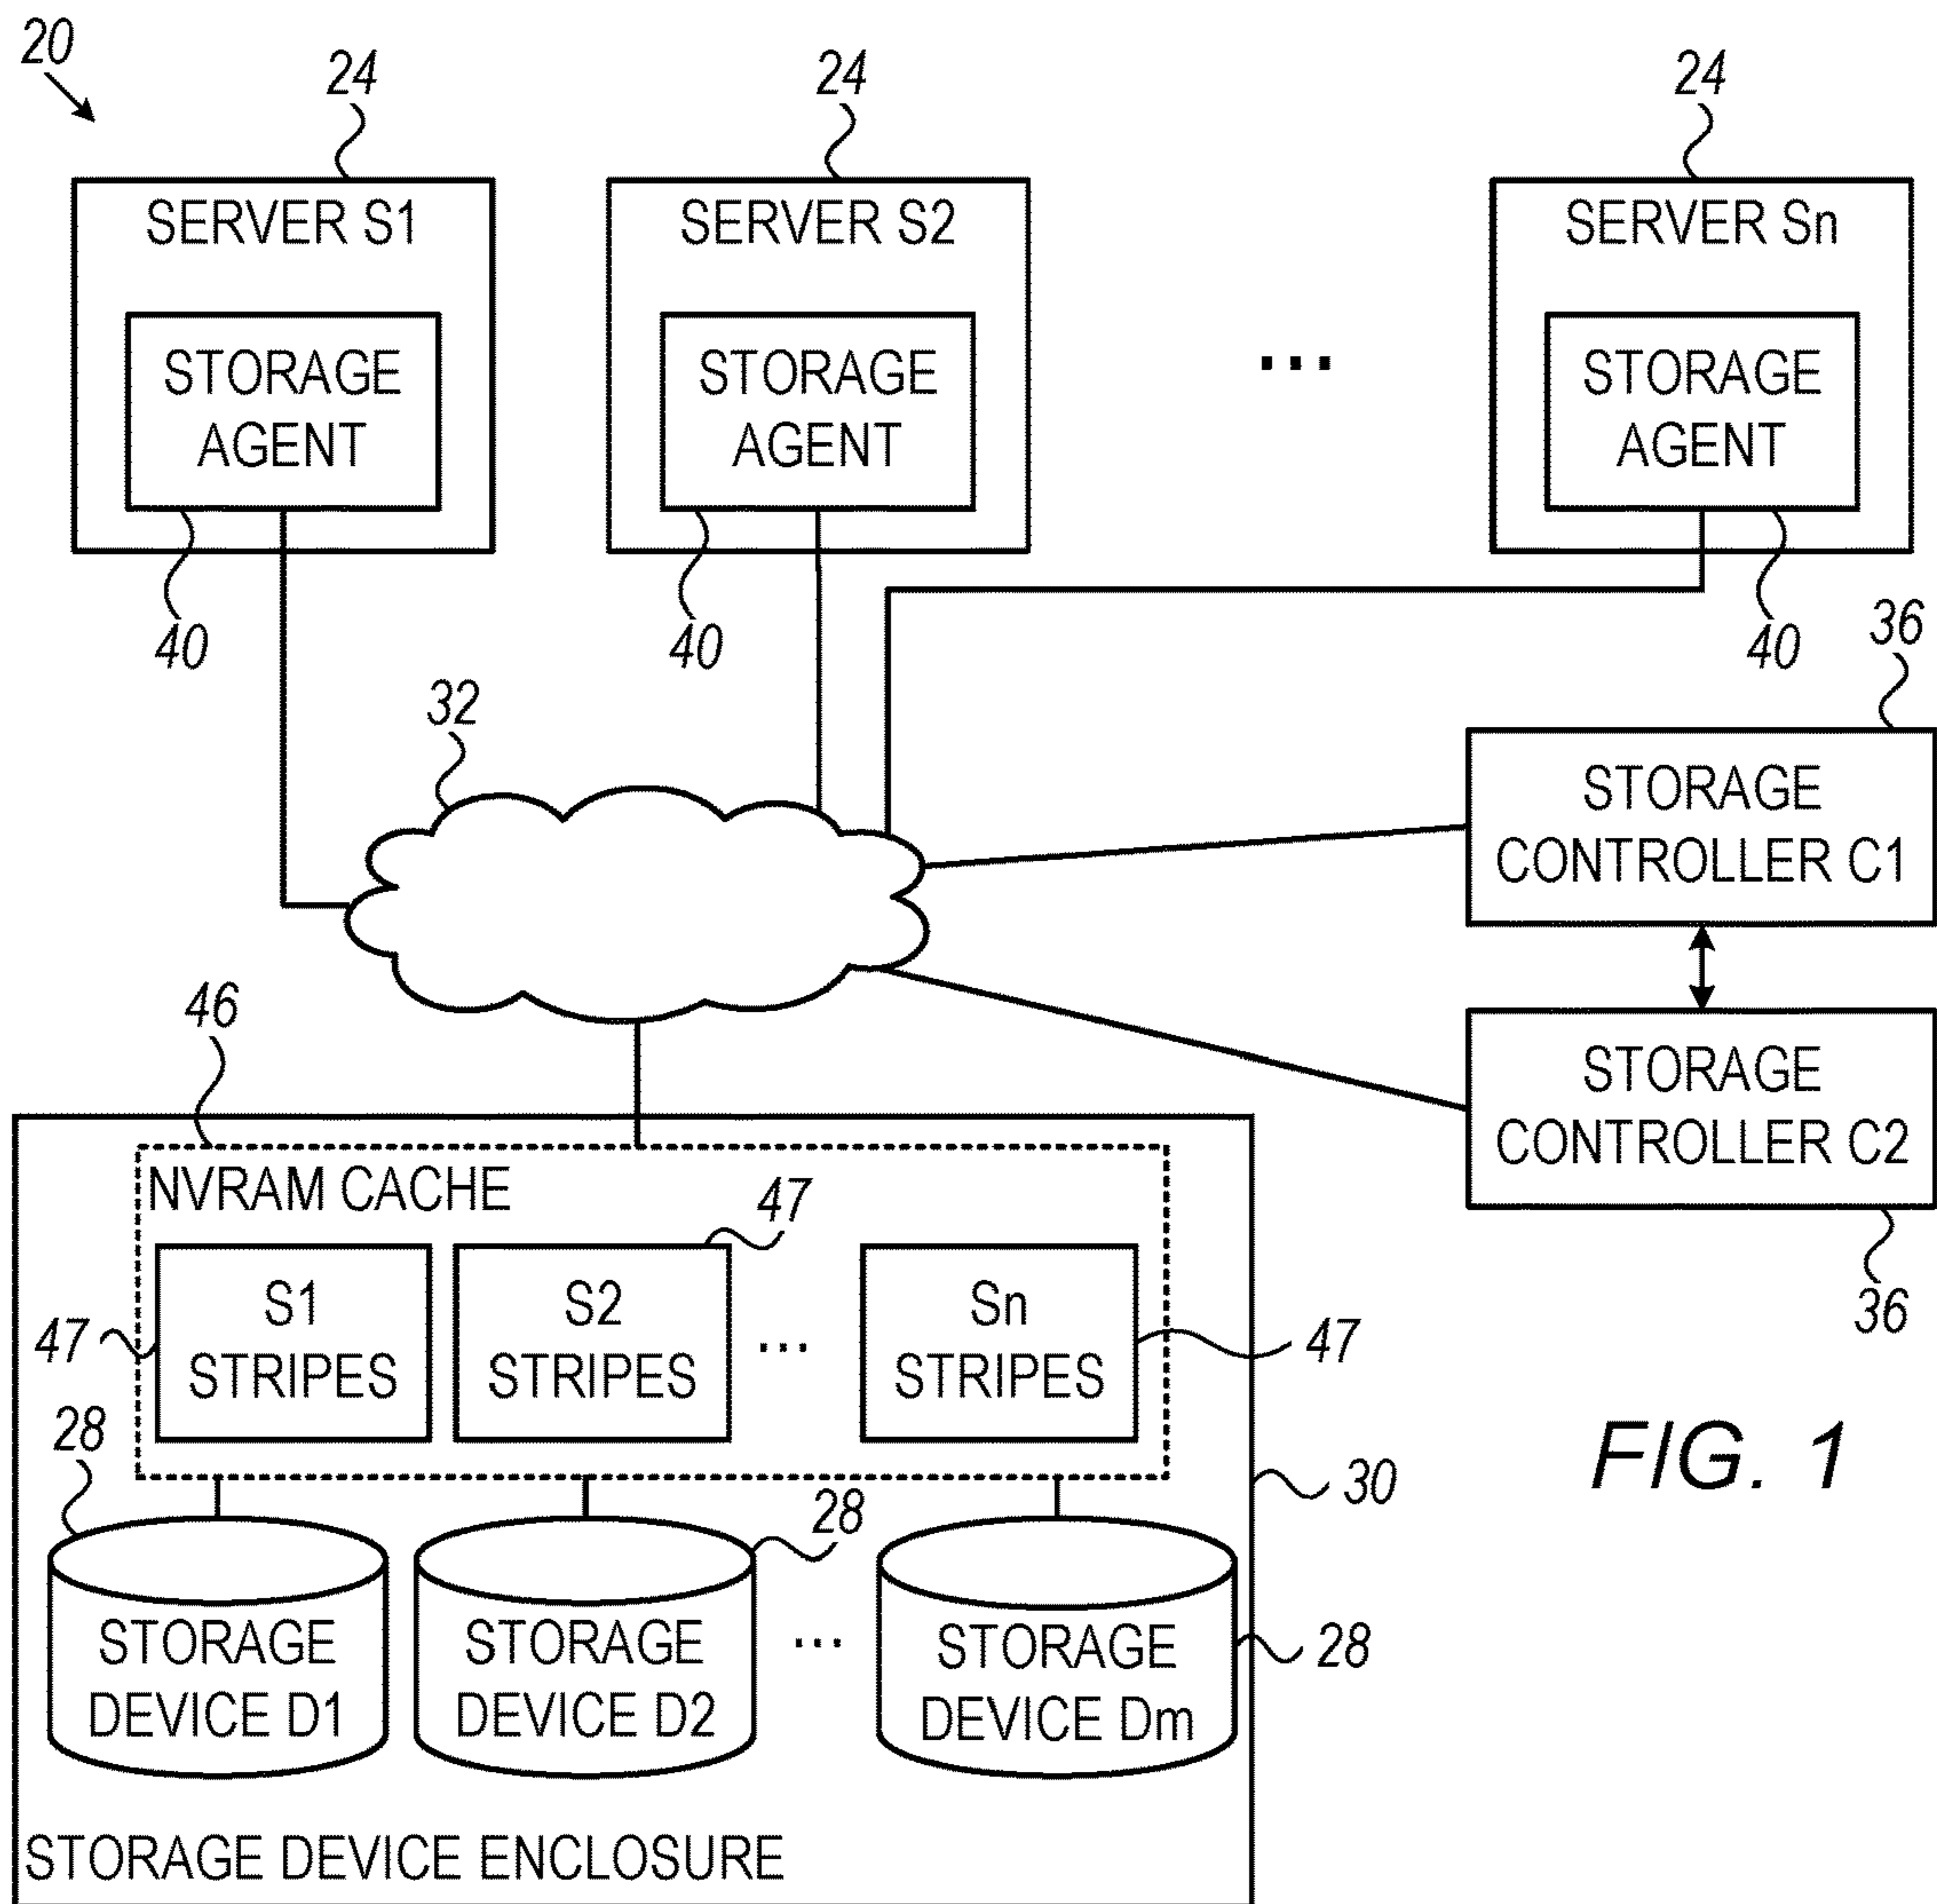 20
24
24
24
SERVER S1
SERVER S2
SERVER Sn
STORAGE
AGENT
STORAGE
AGENT
...
STORAGE
AGENT
40
40
40
32
36
STORAGE
CONTROLLER C1
46
STORAGE
CONTROLLER C2
36
NVRAM CACHE
47
S1
STRIPES
S2
STRIPES
...
Sn
STRIPES
47
47
28
28
30
FIG. 1
STORAGE
DEVICE D1
STORAGE
DEVICE D2
...
STORAGE
DEVICE Dm
28
STORAGE DEVICE ENCLOSURE